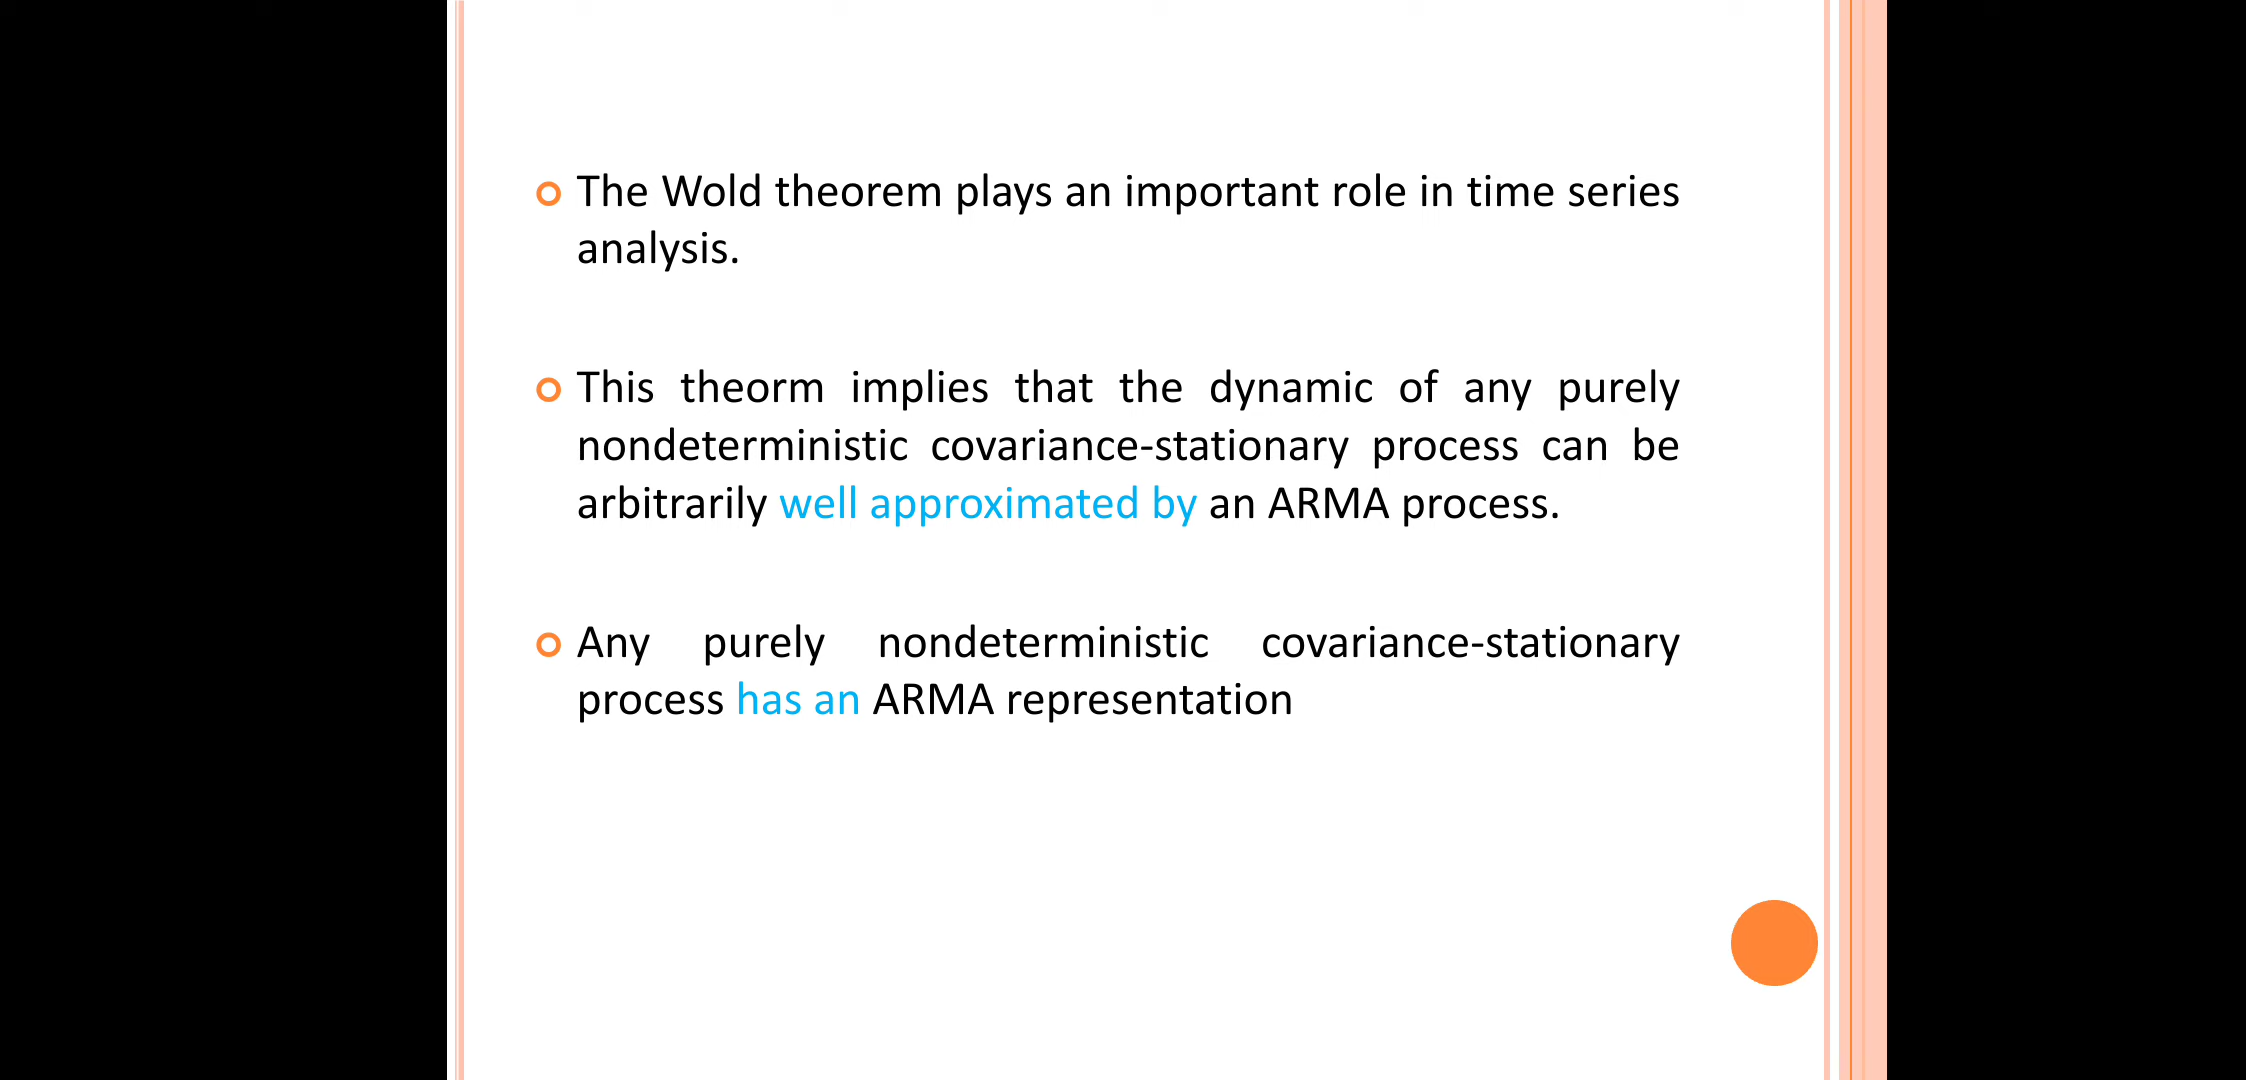 The Wold theorem plays an important role in time series
analysis.
This theorm implies that the dynamic of any purely
nondeterministic covariance-stationary process can be
arbitrarily well approximated by an ARMA process.
Any purely nondeterministic covariance-stationary
process has an ARMA representation